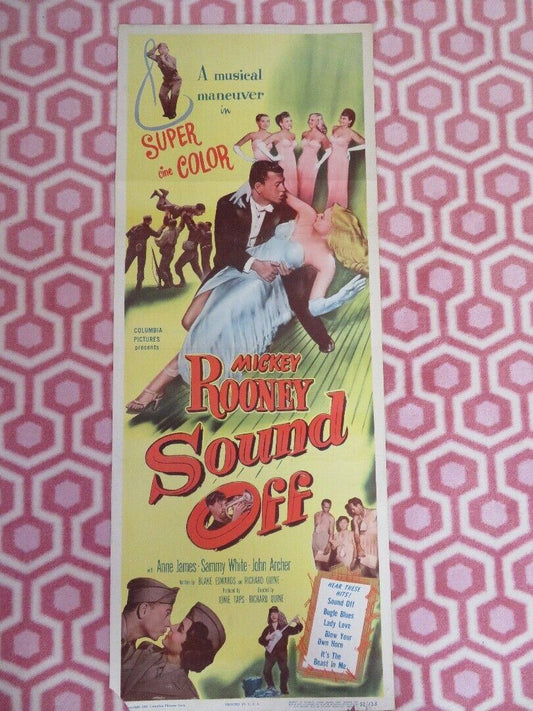 A musical
maneuver
in
SUPER
cine COLOR
COLUMBIA
PICTURES
presents
MICKEY
ROONEY
Sound
Off
with Anne James · Sammy White · John Archer
Written by BLAKE EDWARDS and RICHARD QUINE
Produced by
JONIE TAPS ·
Directed by
RICHARD QUINE
HEAR THESE
HITS!
Sound Off
Bugle Blues
Lady Love
Blow Your
Own Horn
It's The
Beast in Me
PRINTED IN U.S.A.